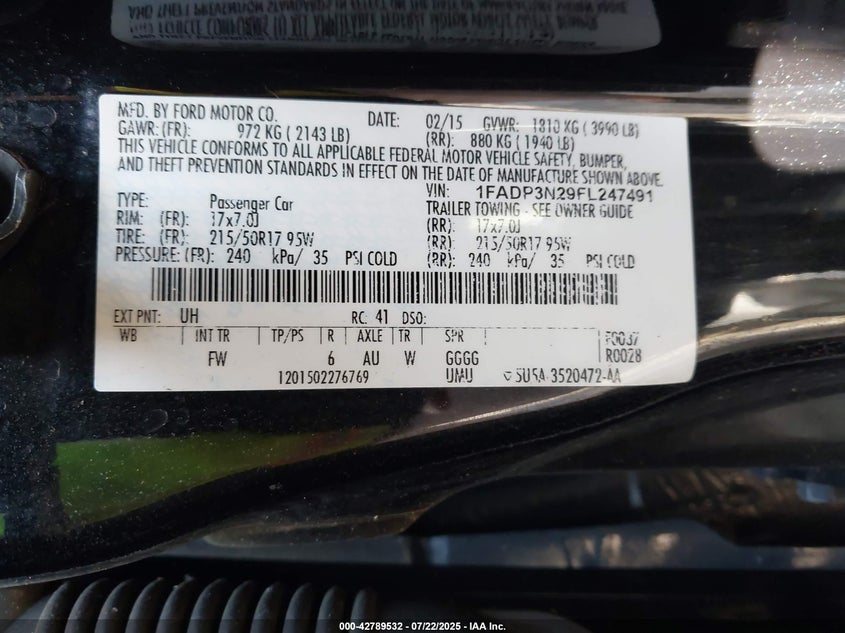 MFD. BY FORD MOTOR CO. DATE: 02/15 GVWR: 1810 KG ( 3990 LB)
GAWR: (FR): 972 KG ( 2143 LB) (RR): 880 KG ( 1940 LB)
THIS VEHICLE CONFORMS TO ALL APPLICABLE FEDERAL MOTOR VEHICLE SAFETY, BUMPER,
AND THEFT PREVENTION STANDARDS IN EFFECT ON THE DATE OF MANUFACTURE SHOWN ABOVE.
VIN: 1FADP3N29FL247491
TYPE: Passenger Car TRAILER TOWING - SEE OWNER GUIDE
RIM: (FR): 17x7.0J (RR): 17x7.0J
TIRE: (FR): 215/50R17 95W (RR): 215/50R17 95W
PRESSURE: (FR): 240 kPa/ 35 PSI COLD (RR): 240 kPa/ 35 PSI COLD
EXT PNT: UH RC: 41 DSO:
WB INT TR TP/PS R AXLE TR SPR F0037
FW 6 AU W GGGG R0028
1201502276769 UMU 5U5A-3520472-AA
000-42789532 / 07/22/2025 - IAA Inc.